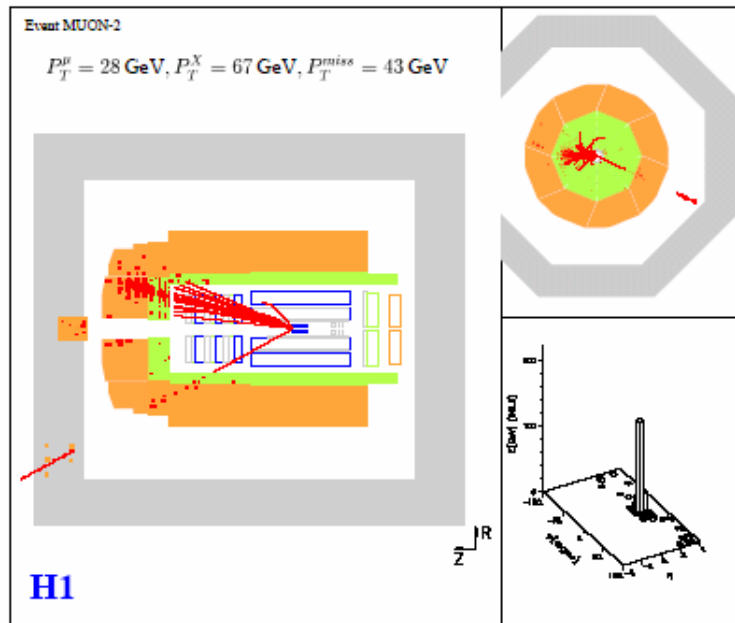 Event MUON-2
P_T^μ = 28 GeV, P_T^X = 67 GeV, P_T^miss = 43 GeV
R
Z
H1